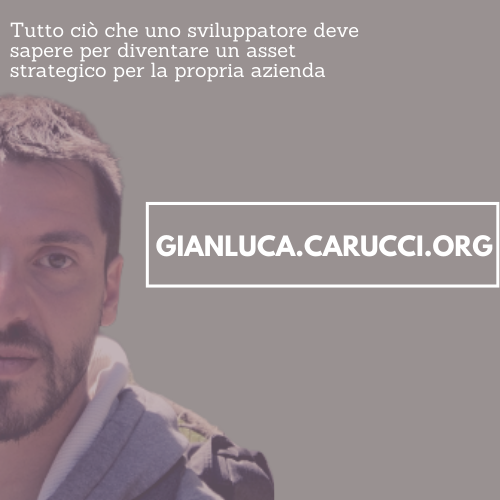 Tutto ciò che uno sviluppatore deve
sapere per diventare un asset
strategico per la propria azienda
GIANLUCA.CARUCCI.ORG